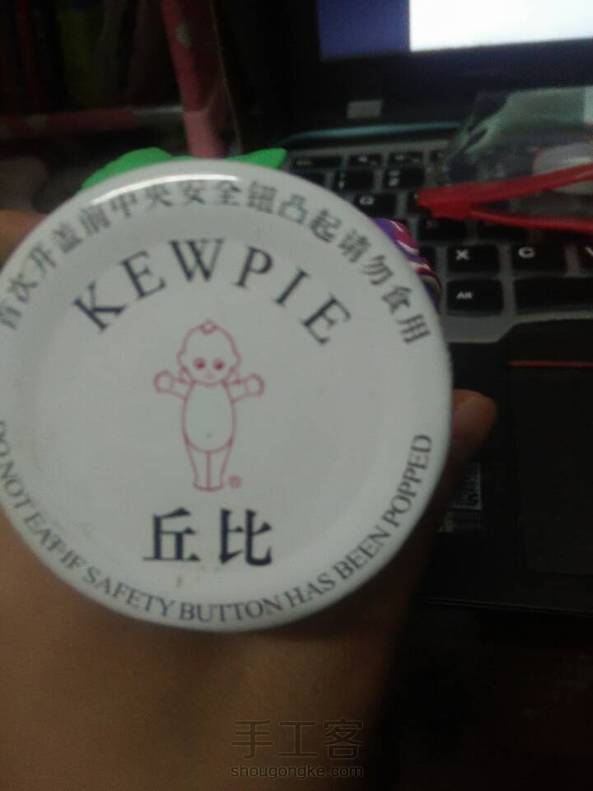 首次开盖前中央安全钮凸起请勿食用
KEWPIE
®
丘比
DO NOT EAT IF SAFETY BUTTON HAS BEEN POPPED
Q
X
C
Alt
手工客
shougongke.com